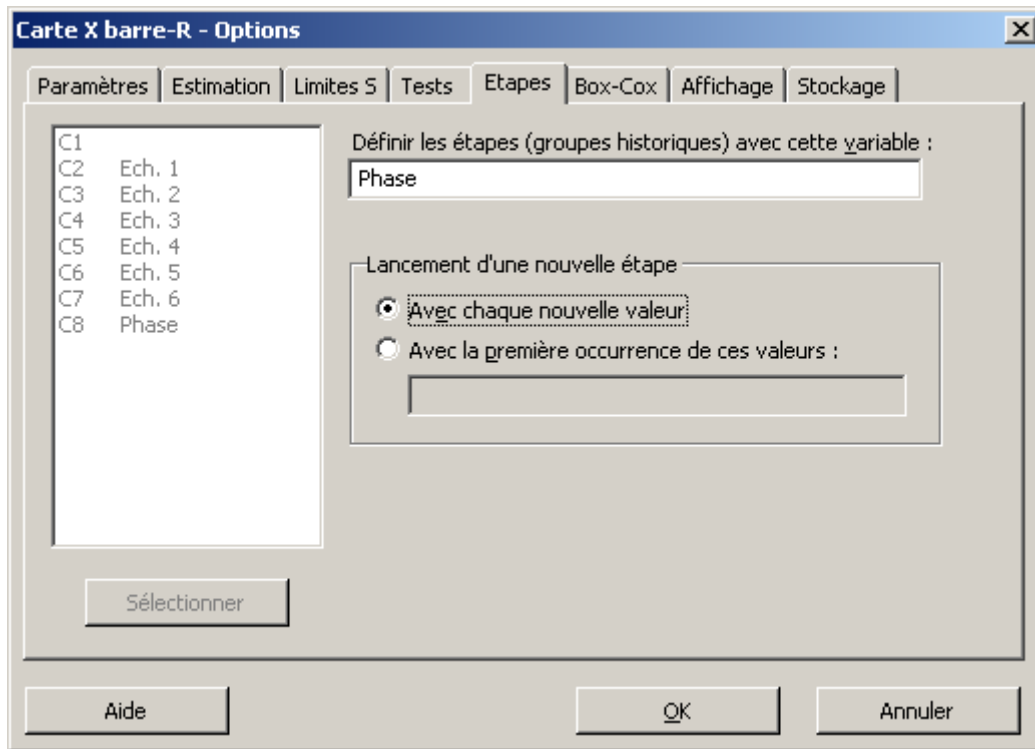 Carte X barre-R - Options
Paramètres Estimation Limites S Tests Etapes Box-Cox Affichage Stockage
C1
C2 Ech. 1
C3 Ech. 2
C4 Ech. 3
C5 Ech. 4
C6 Ech. 5
C7 Ech. 6
C8 Phase
Définir les étapes (groupes historiques) avec cette variable :
Phase
Lancement d'une nouvelle étape
Avec chaque nouvelle valeur
Avec la première occurrence de ces valeurs :
Sélectionner
Aide OK Annuler